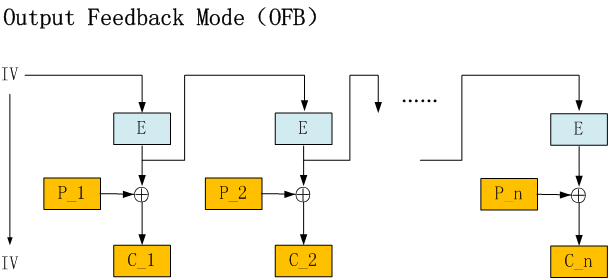 Output Feedback Mode（OFB）
IV
......
E E E
P_1 P_2 P_n
IV C_1 C_2 C_n